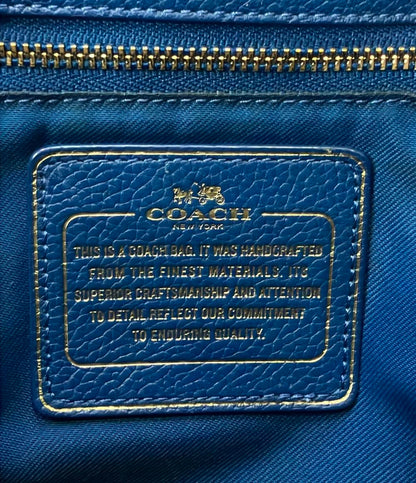 COACH
NEW YORK
THIS IS A COACH BAG. IT WAS HANDCRAFTED
FROM THE FINEST MATERIALS. ITS
SUPERIOR CRAFTSMANSHIP AND ATTENTION
TO DETAIL REFLECT OUR COMMITMENT
TO ENDURING QUALITY.